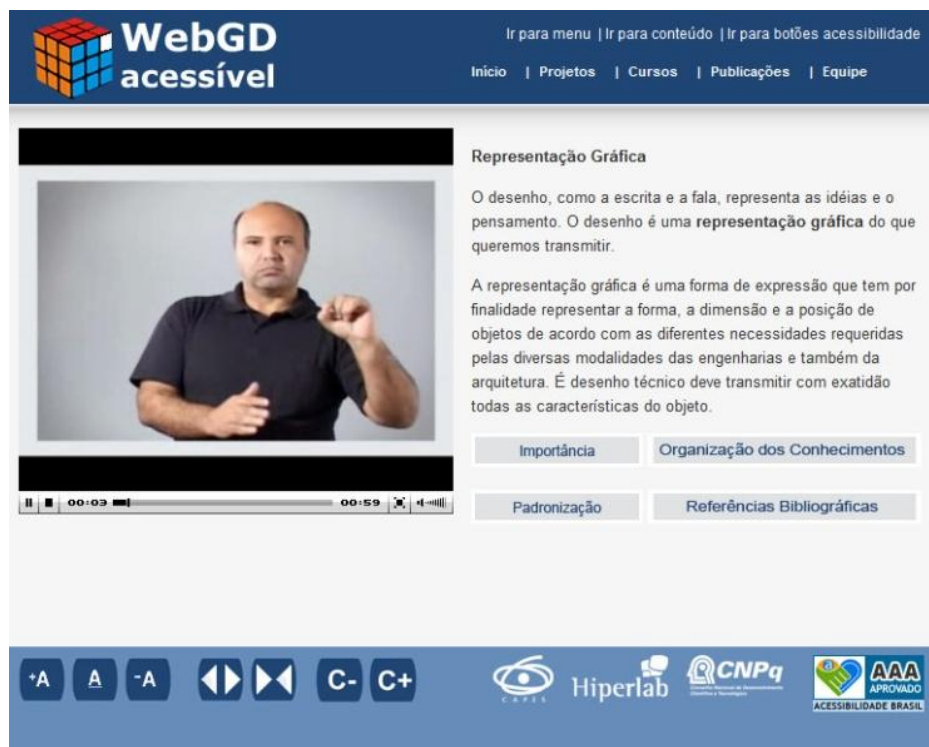 WebGD
acessível
Ir para menu | Ir para conteúdo | Ir para botões acessibilidade
Início | Projetos | Cursos | Publicações | Equipe
Representação Gráfica
O desenho, como a escrita e a fala, representa as idéias e o
pensamento. O desenho é uma representação gráfica do que
queremos transmitir.
A representação gráfica é uma forma de expressão que tem por
finalidade representar a forma, a dimensão e a posição de
objetos de acordo com as diferentes necessidades requeridas
pelas diversas modalidades das engenharias e também da
arquitetura. É desenho técnico deve transmitir com exatidão
todas as características do objeto.
Importância
Organização dos Conhecimentos
00:03
00:59
Padronização
Referências Bibliográficas
+A A -A C- C+
CAPES
Hiperlab
CNPq
AAA
APROVADO
ACESSIBILIDADE BRASIL